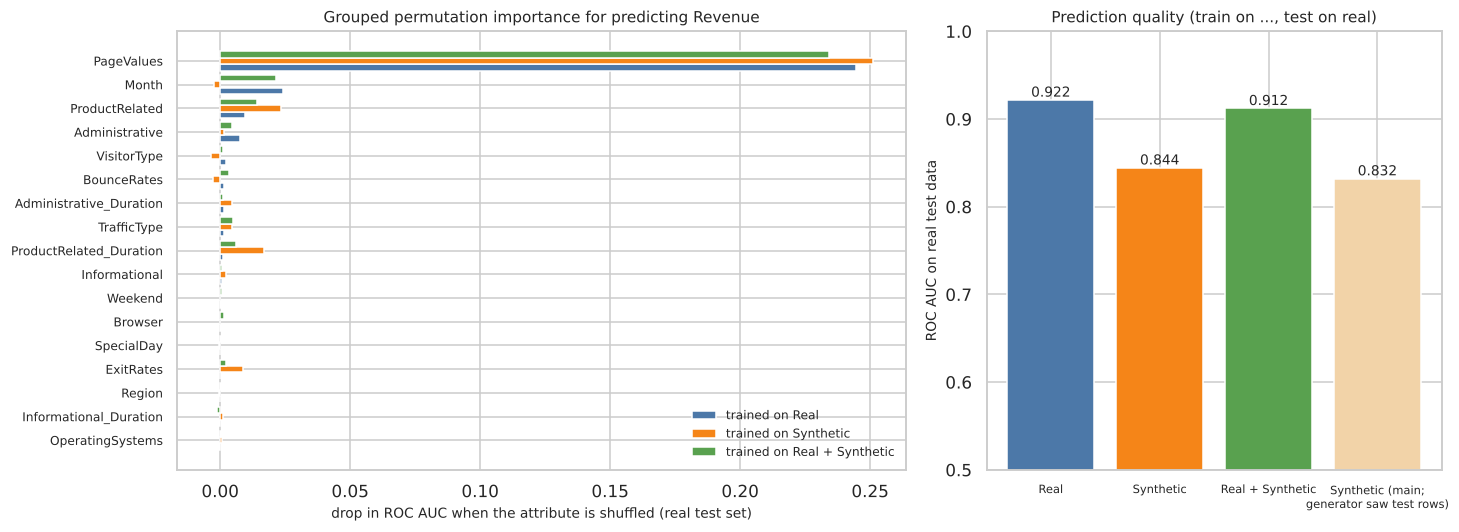 Grouped permutation importance for predicting Revenue
PageValues
Month
ProductRelated
Administrative
VisitorType
BounceRates
Administrative_Duration
TrafficType
ProductRelated_Duration
Informational
Weekend
Browser
SpecialDay
ExitRates
Region
Informational_Duration
OperatingSystems
trained on Real
trained on Synthetic
trained on Real + Synthetic
0.00 0.05 0.10 0.15 0.20 0.25
drop in ROC AUC when the attribute is shuffled (real test set)
Prediction quality (train on ..., test on real)
ROC AUC on real test data
1.0
0.9
0.8
0.7
0.6
0.5
0.922
0.844
0.912
0.832
Real
Synthetic
Real + Synthetic
Synthetic (main;
generator saw test rows)